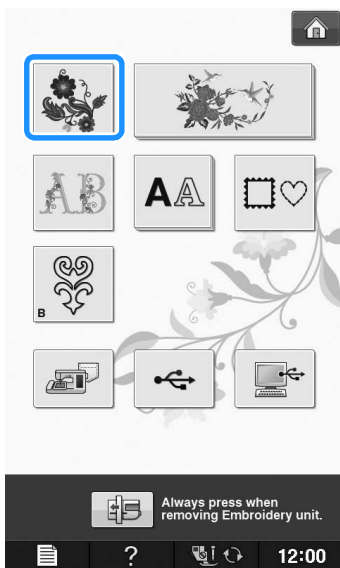 AB
AA
B
Always press when
removing Embroidery unit.
?
12:00